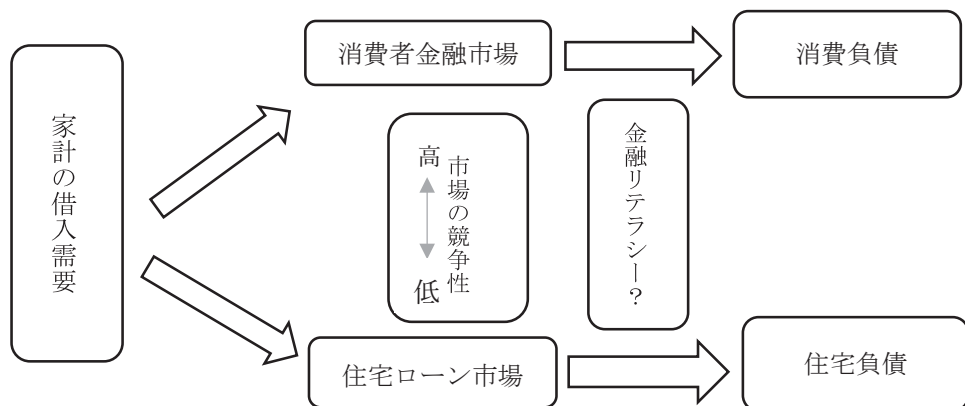 家計の借入需要
消費者金融市場
消費負債
市場の競争性
高
低
金融リテラシー？
住宅ローン市場
住宅負債